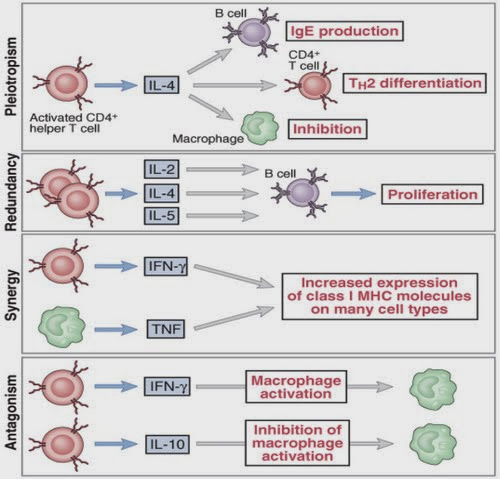 Pleiotropism
B cell
IgE production
CD4+
T cell
IL-4
TH2 differentiation
Activated CD4+
helper T cell
Macrophage
Inhibition
Redundancy
IL-2
IL-4
IL-5
B cell
Proliferation
Synergy
IFN-γ
TNF
Increased expression
of class I MHC molecules
on many cell types
Antagonism
IFN-γ
Macrophage
activation
IL-10
Inhibition of
macrophage
activation